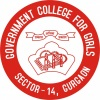 GOVERNMENT COLLEGE FOR GIRLS
SECTOR-14, GURGAON